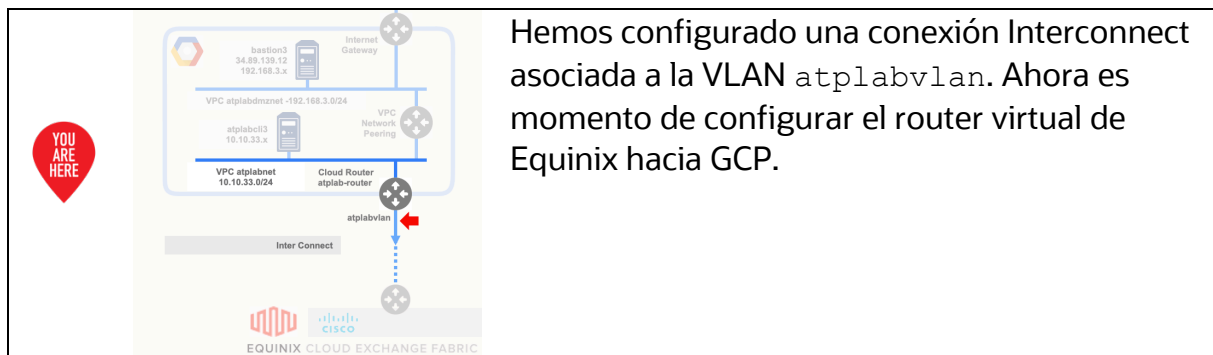 YOU
ARE
HERE
Internet
Gateway
bastion3
34.89.139.12
192.168.3.x
VPC atplabdmznet -192.168.3.0/24
VPC
Network
Peering
atplabcli3
10.10.33.x
VPC atplabnet
10.10.33.0/24
Cloud Router
atplab-router
atplabvlan
Inter Connect
CISCO
EQUINIX CLOUD EXCHANGE FABRIC
Hemos configurado una conexión Interconnect
asociada a la VLAN atplabvlan. Ahora es
momento de configurar el router virtual de
Equinix hacia GCP.